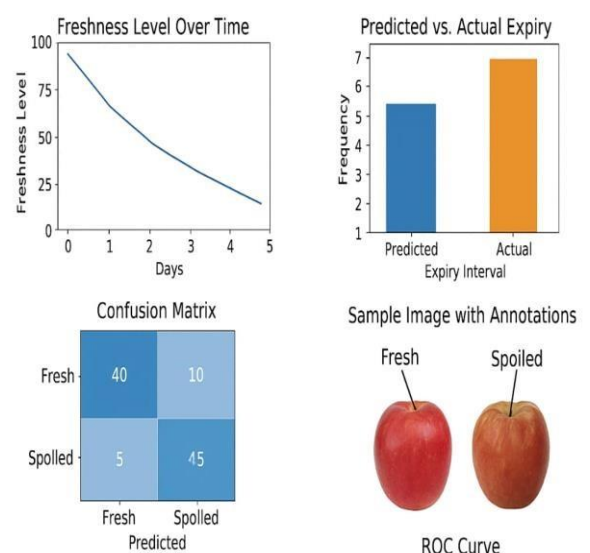 Freshness Level Over Time
Freshness Level
100
75
50
25
0
0 1 2 3 4 5
Days
Predicted vs. Actual Expiry
Frequency
7
6
5
4
3
2
1
Predicted Actual
Expiry Interval
Confusion Matrix
Fresh 40 10
Spolled 5 45
Fresh Spolled
Predicted
Sample Image with Annotations
Fresh Spoiled
ROC Curve